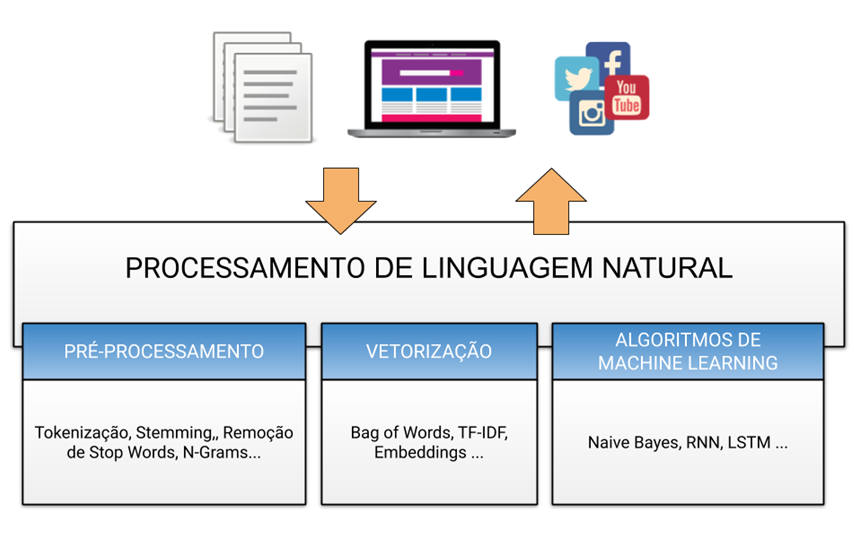 f
You
Tube
PROCESSAMENTO DE LINGUAGEM NATURAL
PRÉ-PROCESSAMENTO
Tokenização, Stemming,, Remoção
de Stop Words, N-Grams...
VETORIZAÇÃO
Bag of Words, TF-IDF,
Embeddings ...
ALGORITMOS DE
MACHINE LEARNING
Naive Bayes, RNN, LSTM ...